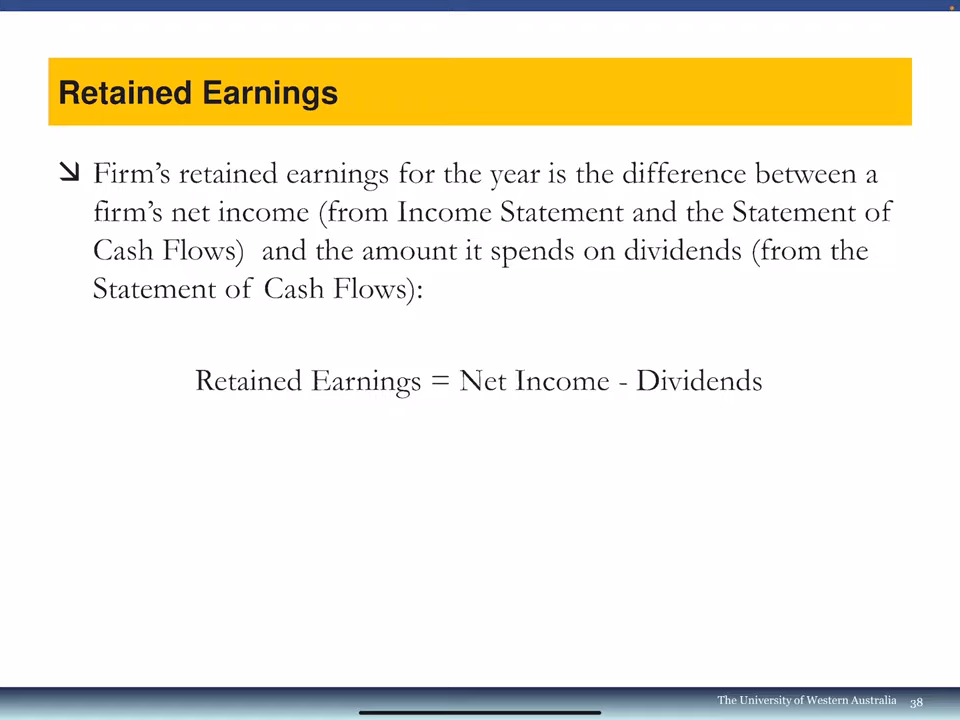 Retained Earnings
Firm’s retained earnings for the year is the difference between a
firm’s net income (from Income Statement and the Statement of
Cash Flows)  and the amount it spends on dividends (from the
Statement of Cash Flows):
Retained Earnings = Net Income - Dividends
The University of Western Australia 38